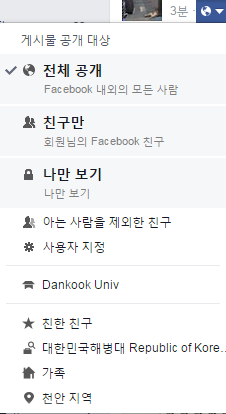 3분 ·
게시물 공개 대상
전체 공개
Facebook 내외의 모든 사람
친구만
회원님의 Facebook 친구
나만 보기
나만 보기
아는 사람을 제외한 친구
사용자 지정
Dankook Univ
친한 친구
대한민국해병대 Republic of Kore...
가족
천안 지역